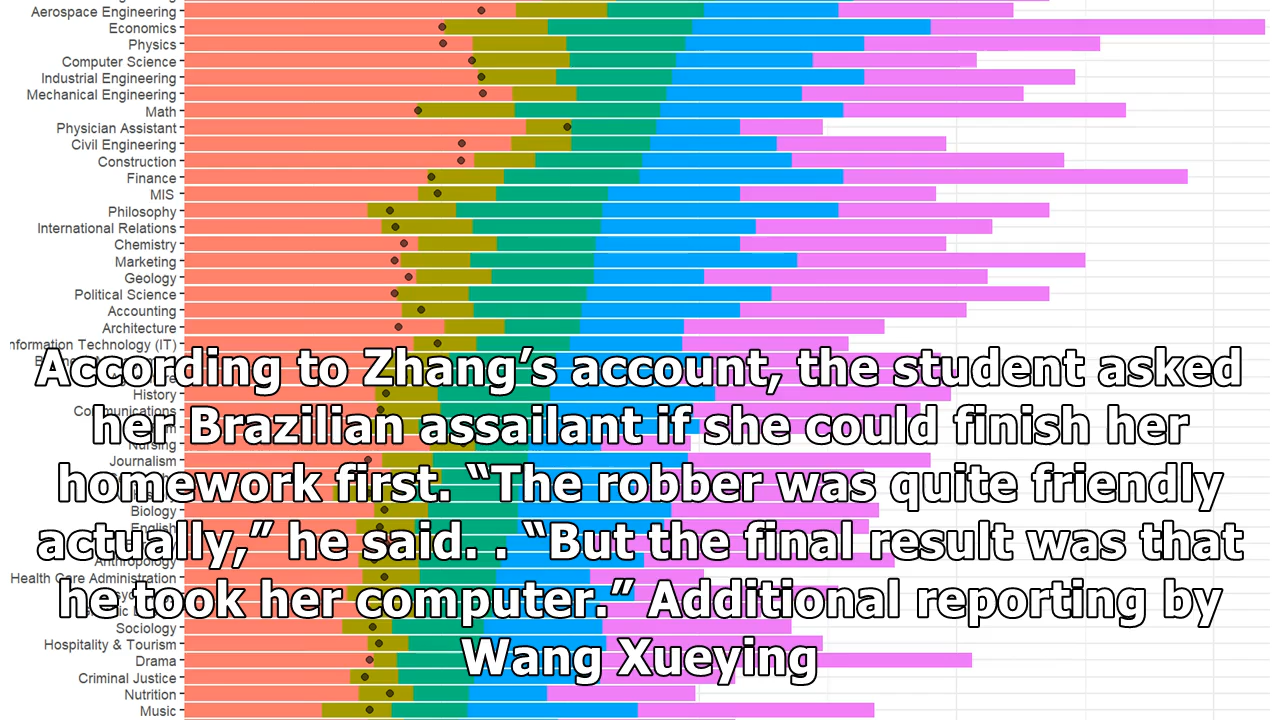 Aerospace Engineering
Economics
Physics
Computer Science
Industrial Engineering
Mechanical Engineering
Math
Physician Assistant
Civil Engineering
Construction
Finance
MIS
Philosophy
International Relations
Chemistry
Marketing
Geology
Political Science
Accounting
Architecture
nformation Technology (IT)
According to Zhang’s account, the student asked
History
Communications
her Brazilian assailant if she could finish her
Nursing
Journalism
homework first. “The robber was quite friendly
Biology
English
actually,” he said. . “But the final result was that
Anthropology
Health Care Administration
he took her computer.” Additional reporting by
Sociology
Hospitality & Tourism
Wang Xueying
Drama
Criminal Justice
Nutrition
Music